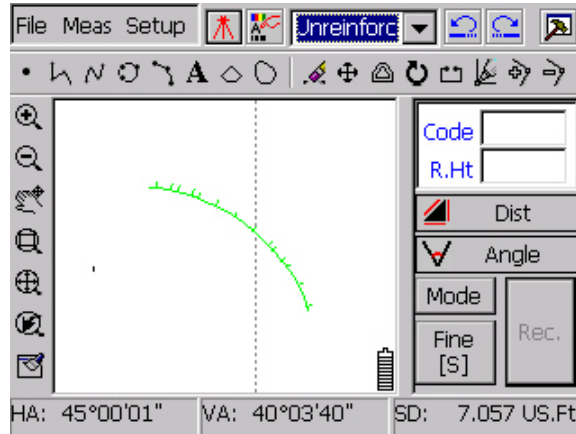 File Meas Setup Unreinforc
A
Code
R.Ht
Dist
Angle
Mode
Rec.
Fine
[S]
HA: 45°00'01" VA: 40°03'40" SD: 7.057 US.Ft